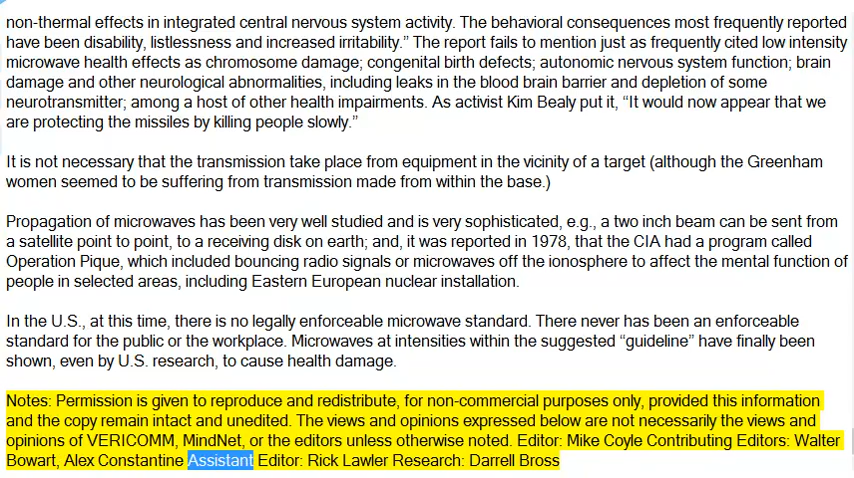 non-thermal effects in integrated central nervous system activity. The behavioral consequences most frequently reported
have been disability, listlessness and increased irritability.” The report fails to mention just as frequently cited low intensity
microwave health effects as chromosome damage; congenital birth defects; autonomic nervous system function; brain
damage and other neurological abnormalities, including leaks in the blood brain barrier and depletion of some
neurotransmitter; among a host of other health impairments. As activist Kim Bealy put it, “It would now appear that we
are protecting the missiles by killing people slowly.”
It is not necessary that the transmission take place from equipment in the vicinity of a target (although the Greenham
women seemed to be suffering from transmission made from within the base.)
Propagation of microwaves has been very well studied and is very sophisticated, e.g., a two inch beam can be sent from
a satellite point to point, to a receiving disk on earth; and, it was reported in 1978, that the CIA had a program called
Operation Pique, which included bouncing radio signals or microwaves off the ionosphere to affect the mental function of
people in selected areas, including Eastern European nuclear installation.
In the U.S., at this time, there is no legally enforceable microwave standard. There never has been an enforceable
standard for the public or the workplace. Microwaves at intensities within the suggested “guideline” have finally been
shown, even by U.S. research, to cause health damage.
Notes: Permission is given to reproduce and redistribute, for non-commercial purposes only, provided this information
and the copy remain intact and unedited. The views and opinions expressed below are not necessarily the views and
opinions of VERICOMM, MindNet, or the editors unless otherwise noted. Editor: Mike Coyle Contributing Editors: Walter
Bowart, Alex Constantine Assistant Editor: Rick Lawler Research: Darrell Bross